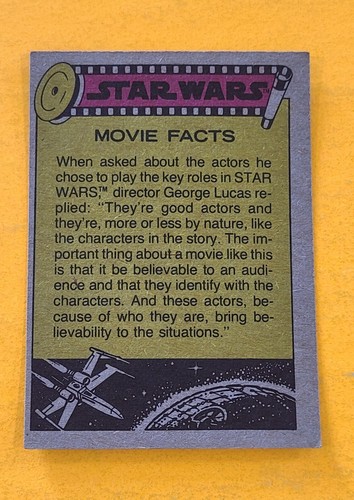 STAR WARS
MOVIE FACTS
When asked about the actors he
chose to play the key roles in STAR
WARS,™ director George Lucas re-
plied: "They're good actors and
they're, more or less by nature, like
the characters in the story. The im-
portant thing about a movie like this
is that it be believable to an audi-
ence and that they identify with the
characters. And these actors, be-
cause of who they are, bring be-
lievability to the situations."